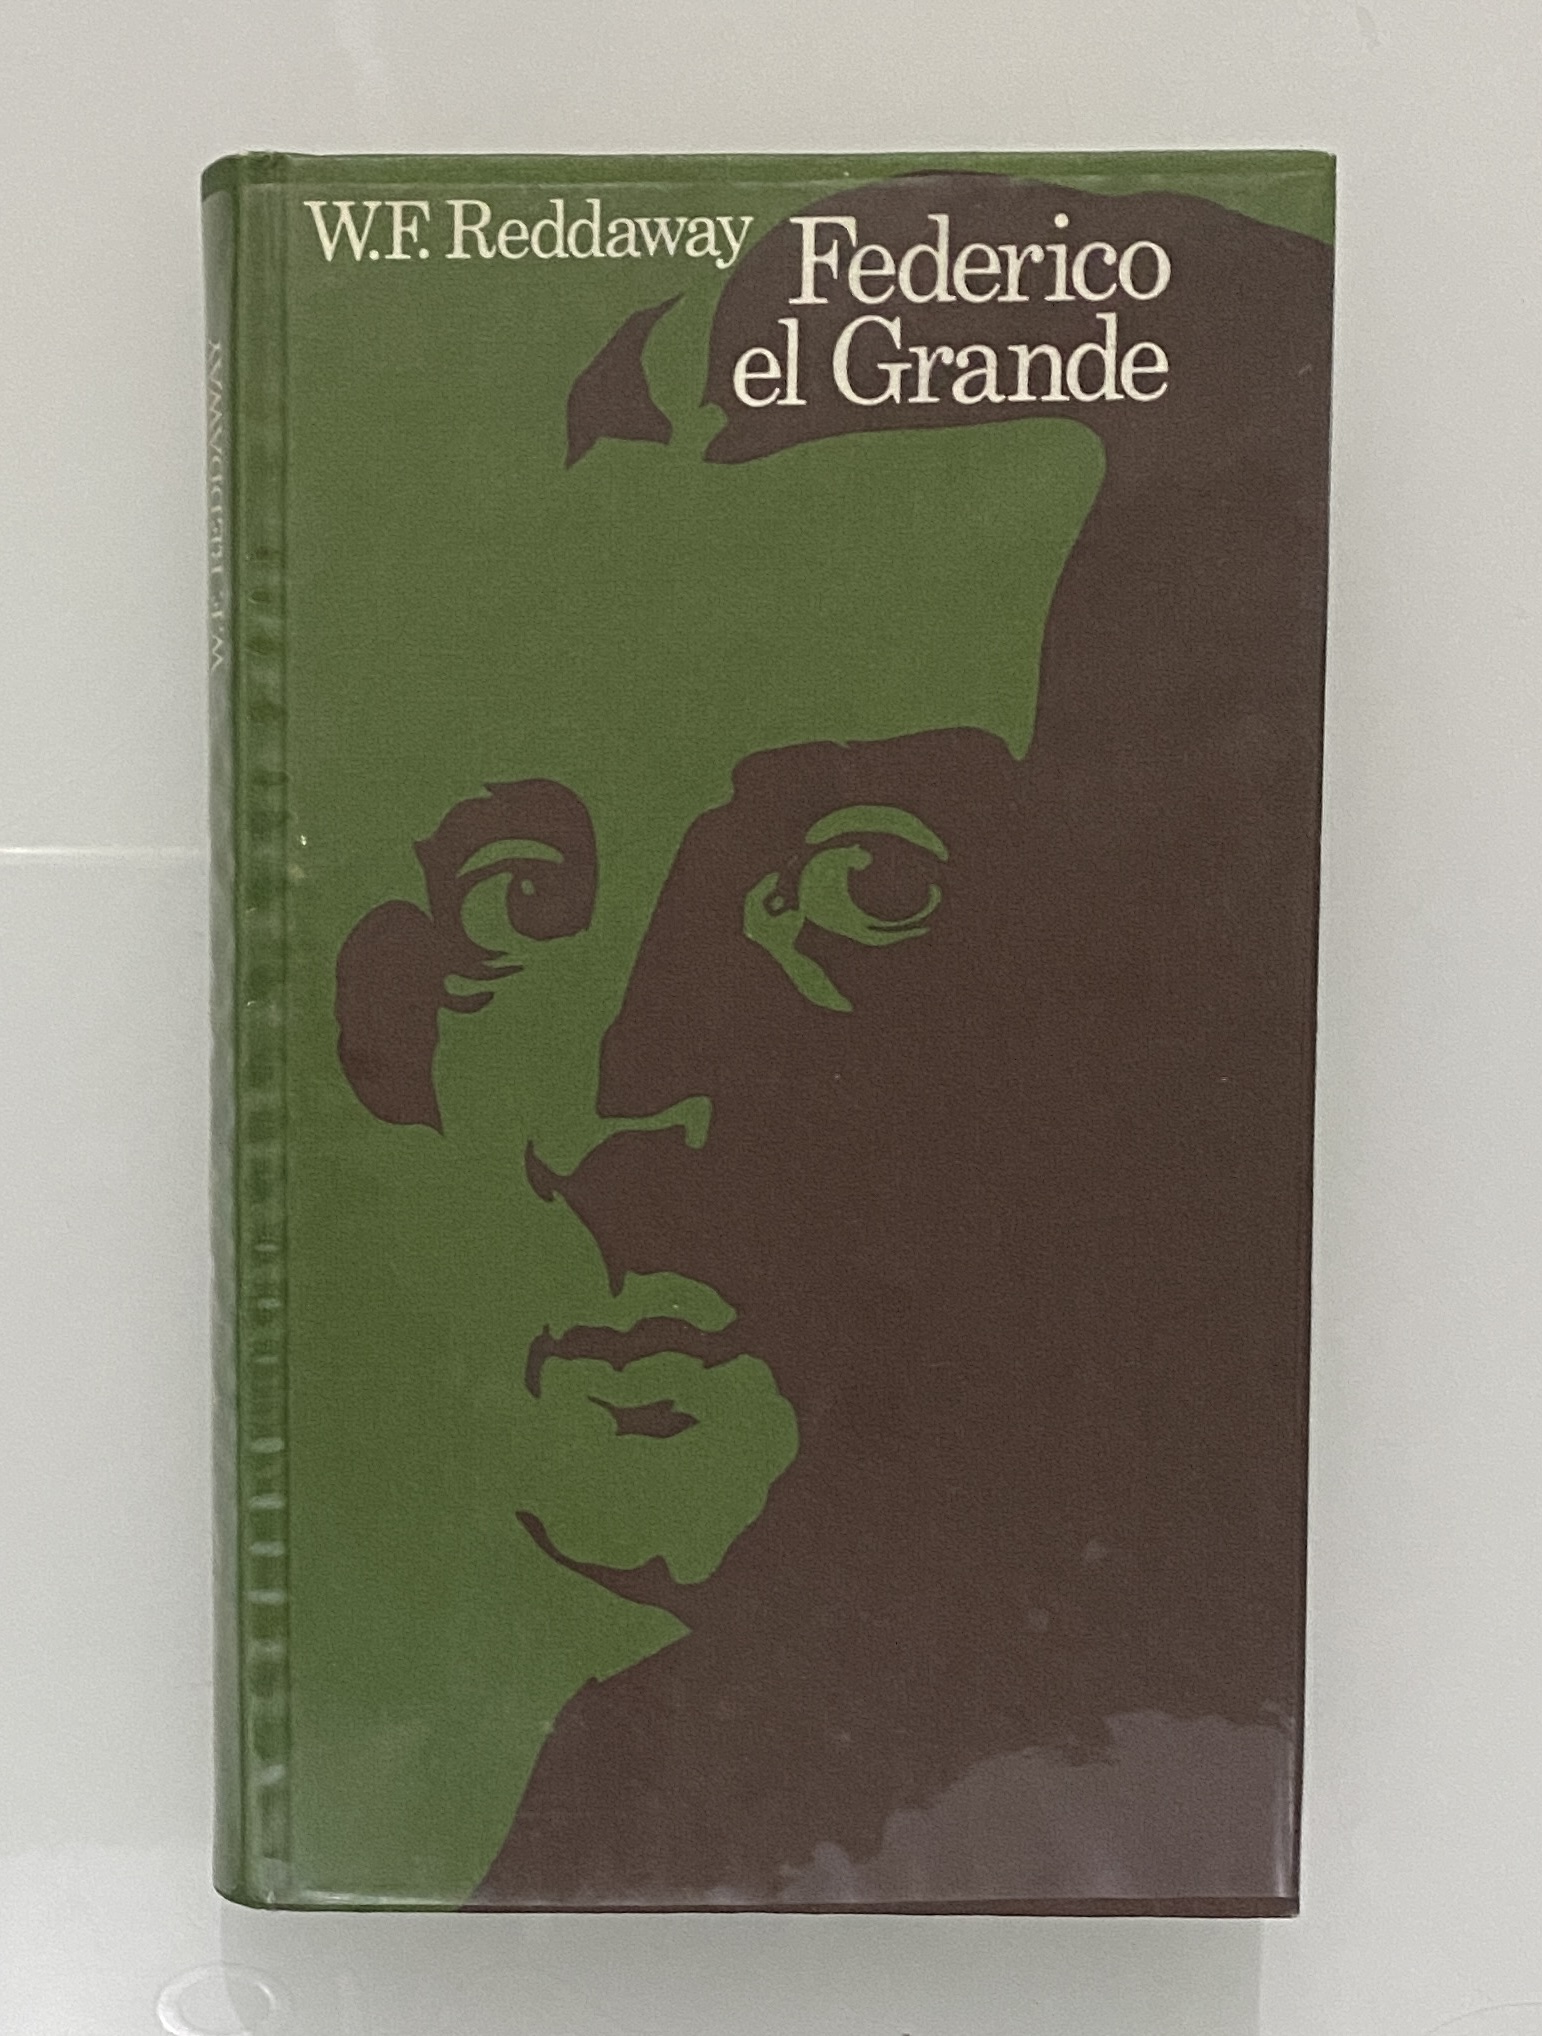 W.F. Reddaway
Federico
el Grande
W. F. REDDAWAY